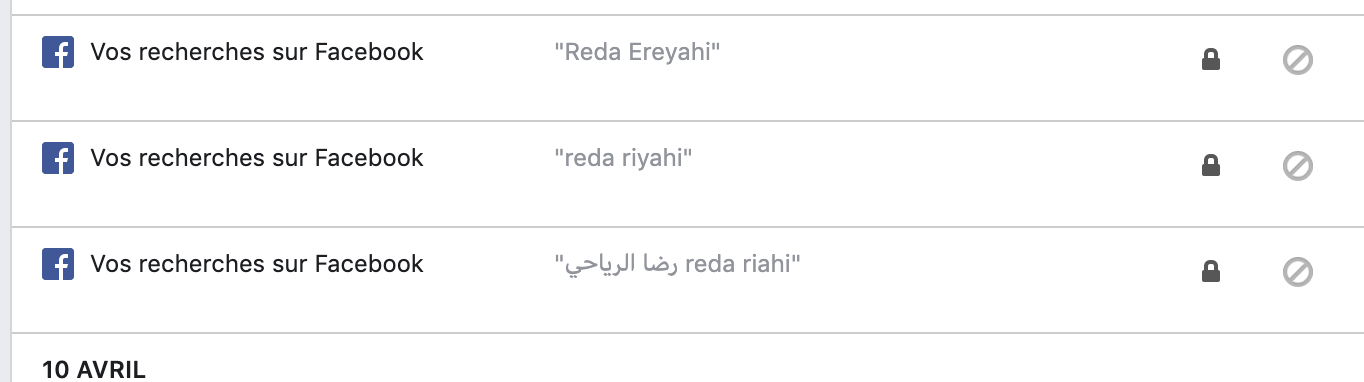 Vos recherches sur Facebook "Reda Ereyahi"
Vos recherches sur Facebook "reda riyahi"
Vos recherches sur Facebook "رضا الرياحي reda riahi"
10 AVRIL